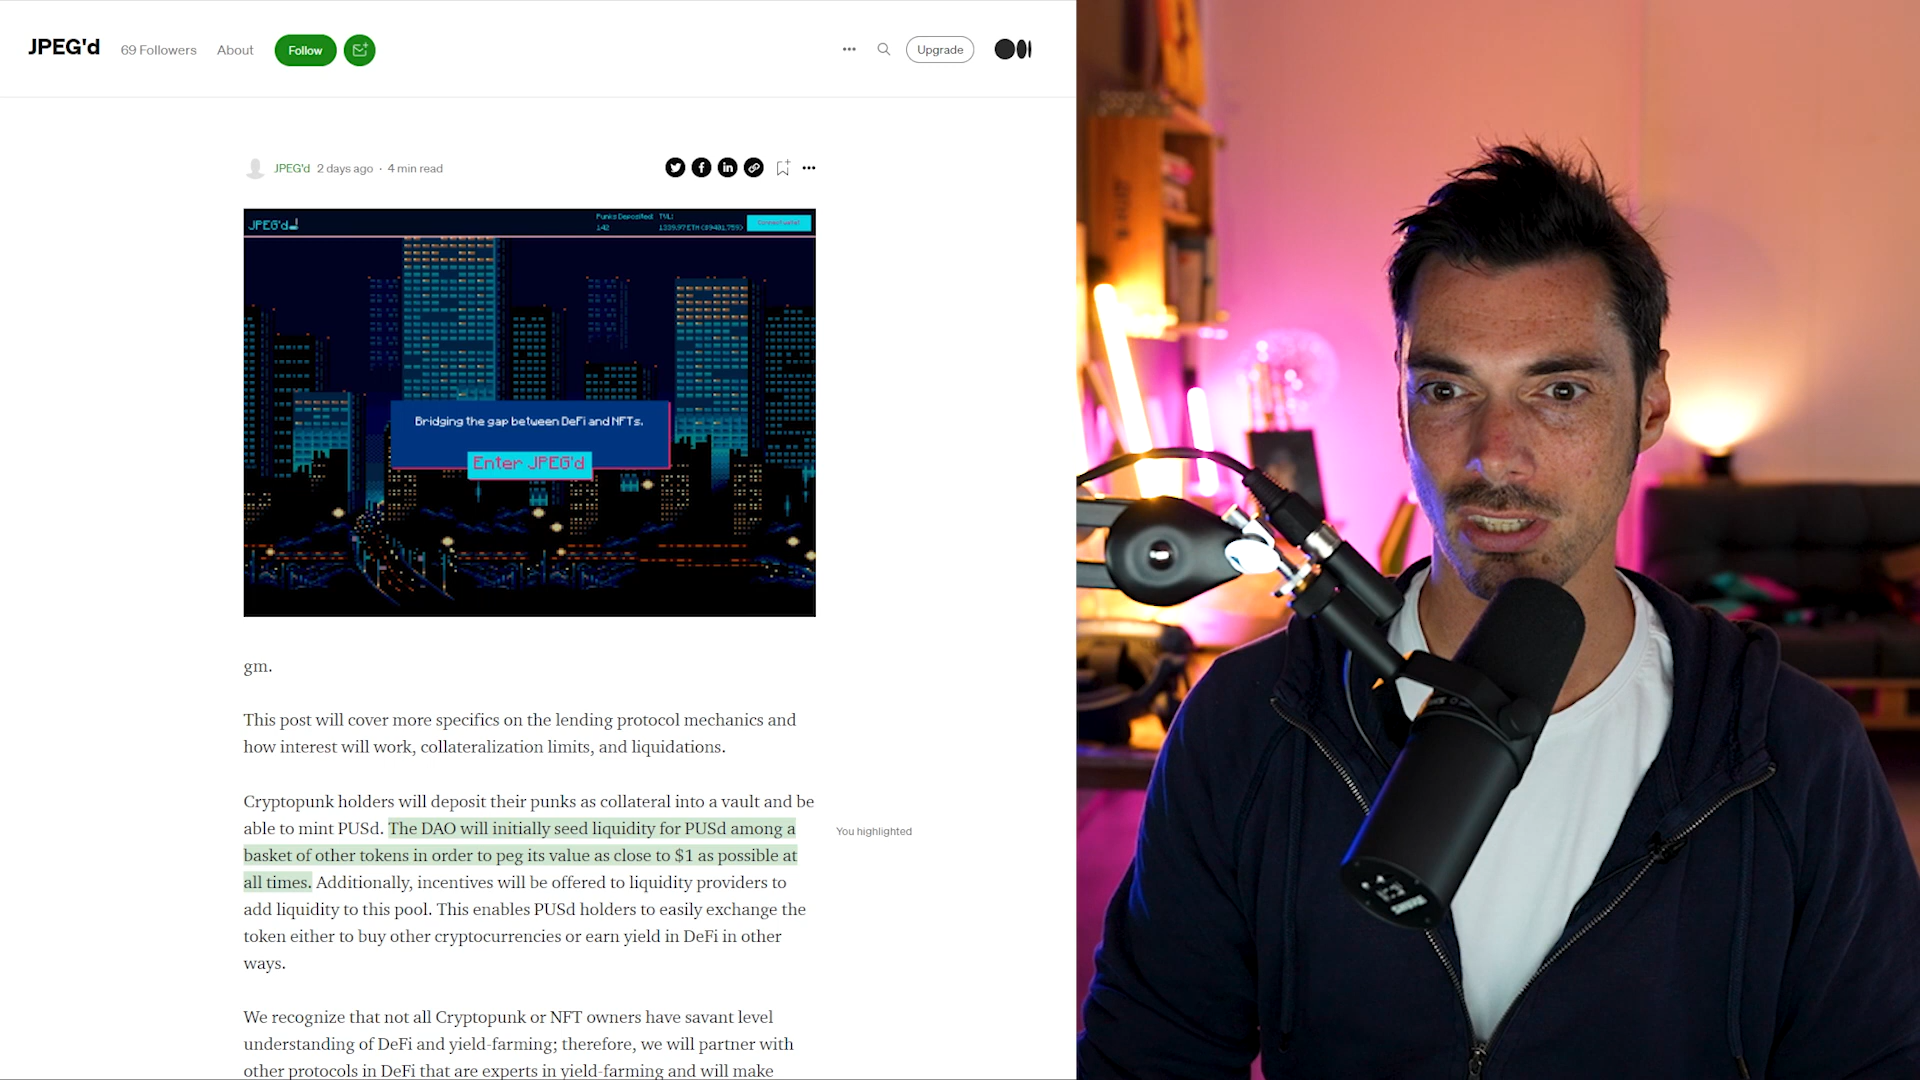 JPEG'd
69 Followers
About
Follow
Upgrade
JPEG'd 2 days ago · 4 min read
JPEG'd
Punks Deposited:
142
TVL:
Connect wallet
Bridging the gap between DeFi and NFTs.
Enter JPEG'd
gm.
This post will cover more specifics on the lending protocol mechanics and
how interest will work, collateralization limits, and liquidations.
Cryptopunk holders will deposit their punks as collateral into a vault and be
able to mint PUSd. The DAO will initially seed liquidity for PUSd among a
basket of other tokens in order to peg its value as close to $1 as possible at
all times. Additionally, incentives will be offered to liquidity providers to
add liquidity to this pool. This enables PUSd holders to easily exchange the
token either to buy other cryptocurrencies or earn yield in DeFi in other
ways.
You highlighted
We recognize that not all Cryptopunk or NFT owners have savant level
understanding of DeFi and yield-farming; therefore, we will partner with
other protocols in DeFi that are experts in yield-farming and will make